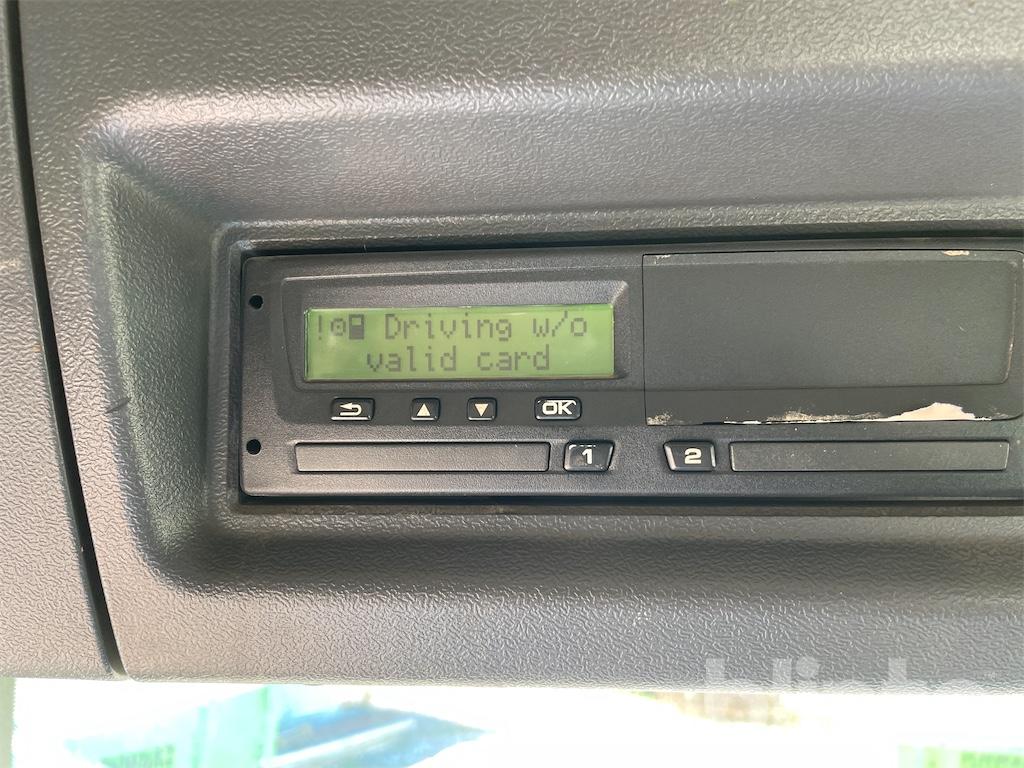 ! Driving w/o
valid card
OK
1 2